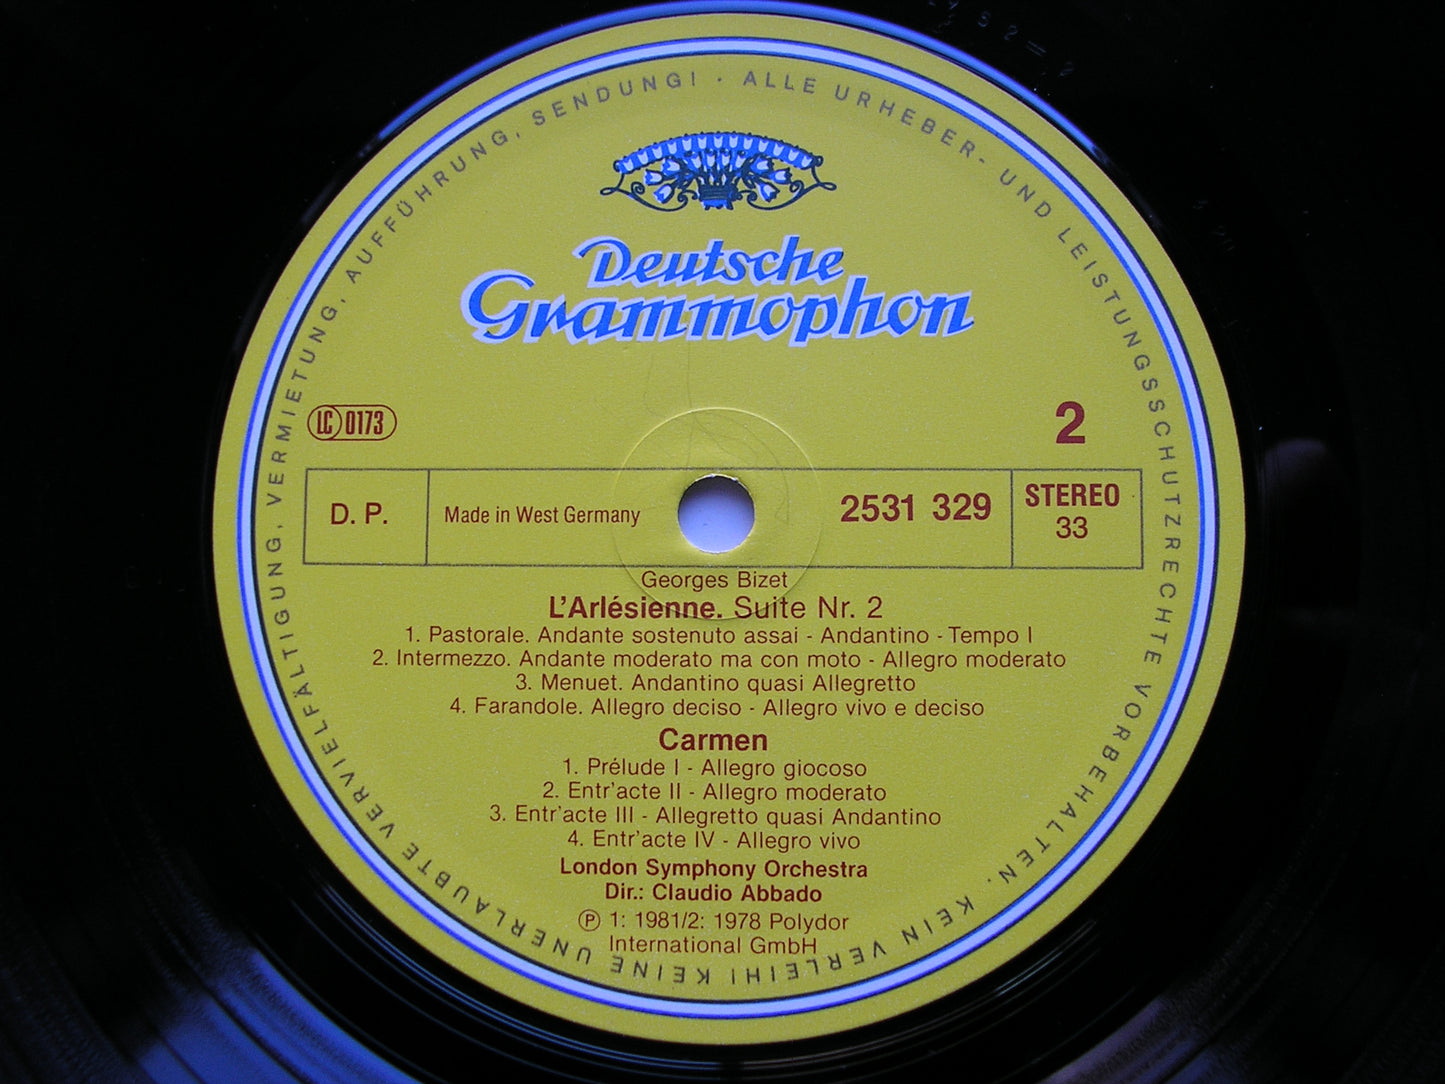 ALLE URHEBER- UND LEISTUNGSSCHUTZRECHTE VORBEHALTEN. KEIN VERLEIH! KEINE UNERLAUBTE VERVIELFÄLTIGUNG, VERMIETUNG, AUFFÜHRUNG, SENDUNG! ·
Deutsche
Grammophon
LC 0173
2
D. P.
Made in West Germany
2531 329
STEREO
33
Georges Bizet
L'Arlésienne. Suite Nr. 2
1. Pastorale. Andante sostenuto assai - Andantino - Tempo I
2. Intermezzo. Andante moderato ma con moto - Allegro moderato
3. Menuet. Andantino quasi Allegretto
4. Farandole. Allegro deciso - Allegro vivo e deciso
Carmen
1. Prélude I - Allegro giocoso
2. Entr'acte II - Allegro moderato
3. Entr'acte III - Allegretto quasi Andantino
4. Entr'acte IV - Allegro vivo
London Symphony Orchestra
Dir.: Claudio Abbado
℗ 1: 1981/2: 1978 Polydor
International GmbH